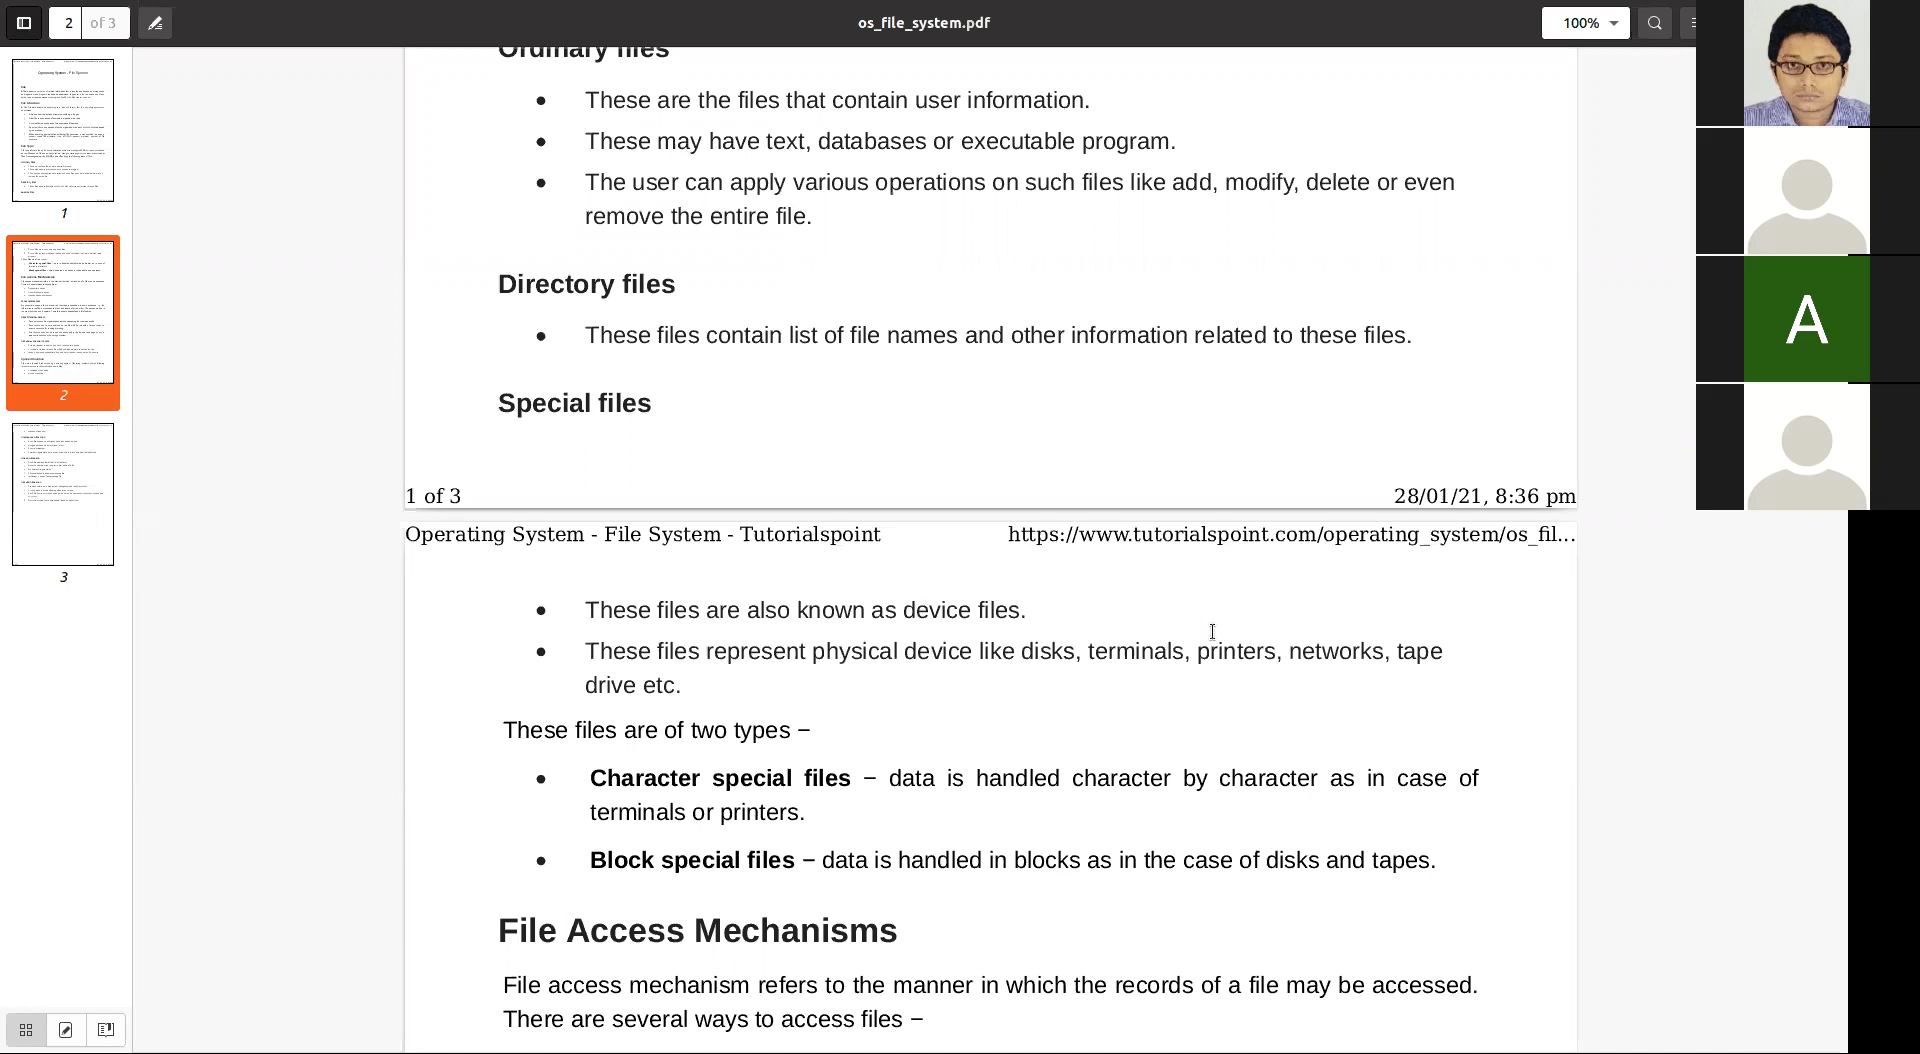 2 of 3
os_file_system.pdf
100%
1
2
3
Ordinary files
• These are the files that contain user information.
• These may have text, databases or executable program.
• The user can apply various operations on such files like add, modify, delete or even
remove the entire file.
Directory files
• These files contain list of file names and other information related to these files.
Special files
1 of 3 28/01/21, 8:36 pm
Operating System - File System - Tutorialspoint https://www.tutorialspoint.com/operating_system/os_fil...
• These files are also known as device files.
• These files represent physical device like disks, terminals, printers, networks, tape
drive etc.
These files are of two types −
• Character special files − data is handled character by character as in case of
terminals or printers.
• Block special files − data is handled in blocks as in the case of disks and tapes.
File Access Mechanisms
File access mechanism refers to the manner in which the records of a file may be accessed.
There are several ways to access files −
A